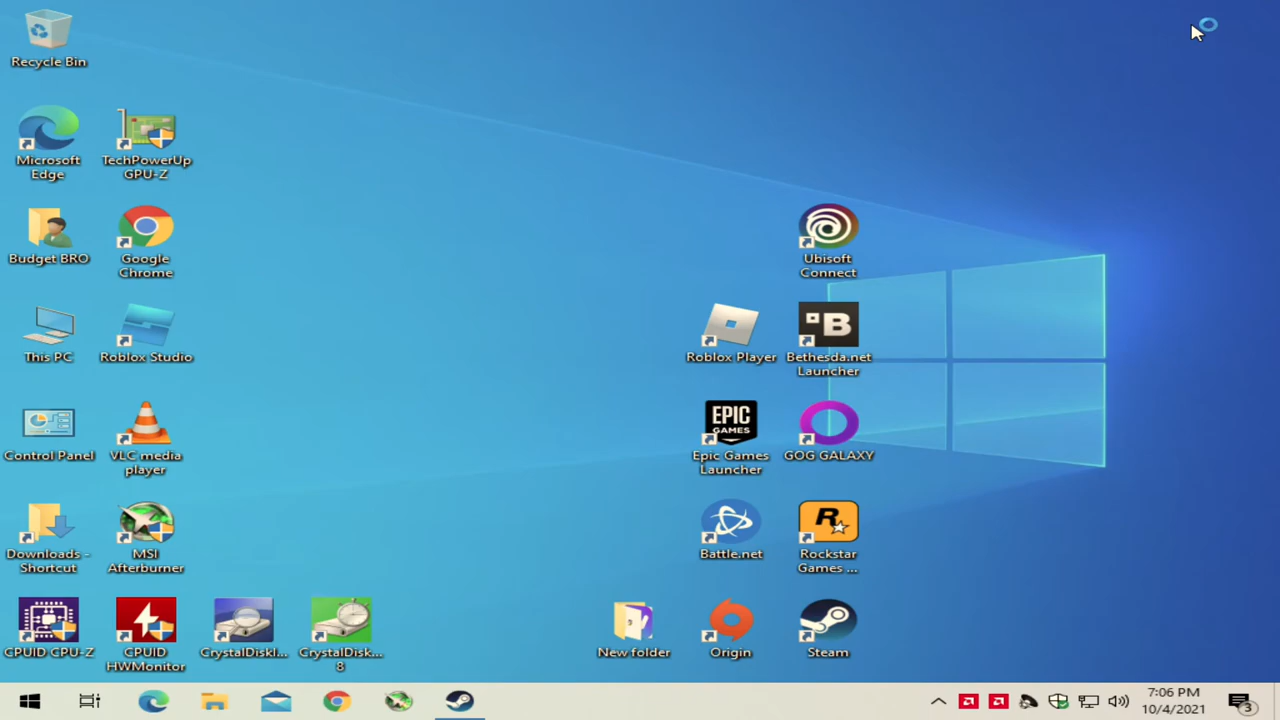 Recycle Bin
Microsoft
Edge
TechPowerUp
GPU-Z
Budget BRO
Google
Chrome
Ubisoft
Connect
This PC
Roblox Studio
Roblox Player
B
Bethesda.net
Launcher
Control Panel
VLC media
player
EPIC
GAMES
Epic Games
Launcher
GOG GALAXY
Downloads -
Shortcut
MSI
Afterburner
Battle.net
R
Rockstar
Games ...
CPUID CPU-Z
CPUID
HWMonitor
CrystalDiskI...
CrystalDisk...
8
New folder
Origin
Steam
7:06 PM
10/4/2021
3